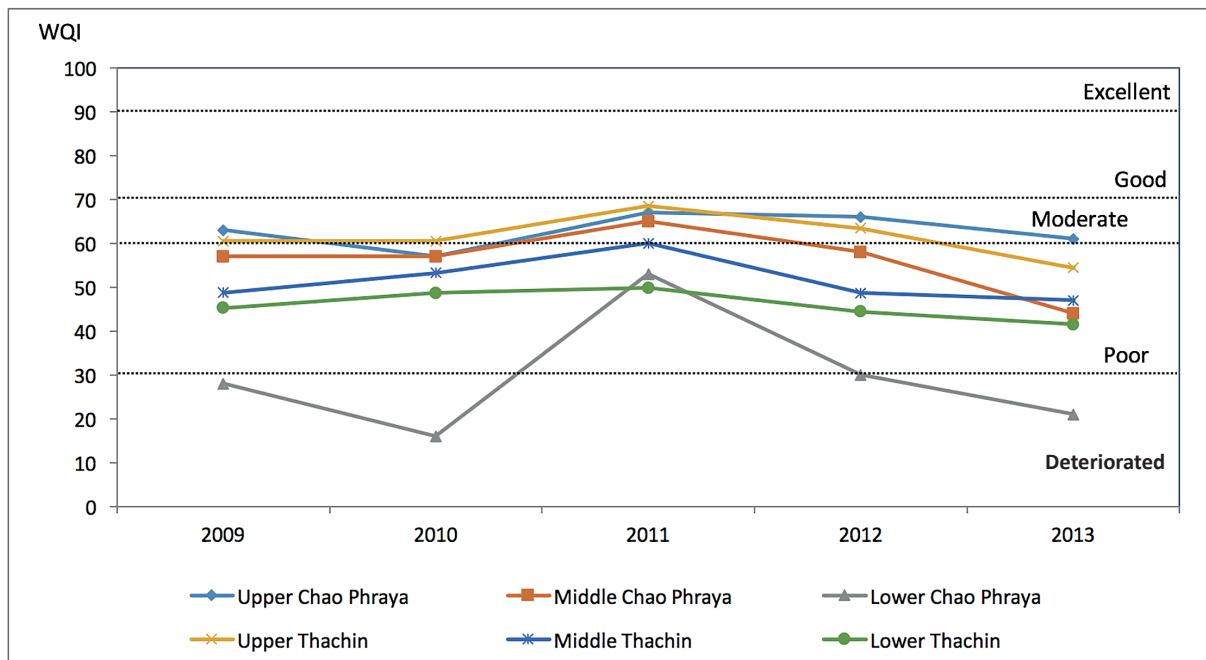 WQI
100
90
80
70
60
50
40
30
20
10
0
Excellent
Good
Moderate
Poor
Deteriorated
2009 2010 2011 2012 2013
Upper Chao Phraya Middle Chao Phraya Lower Chao Phraya
Upper Thachin Middle Thachin Lower Thachin